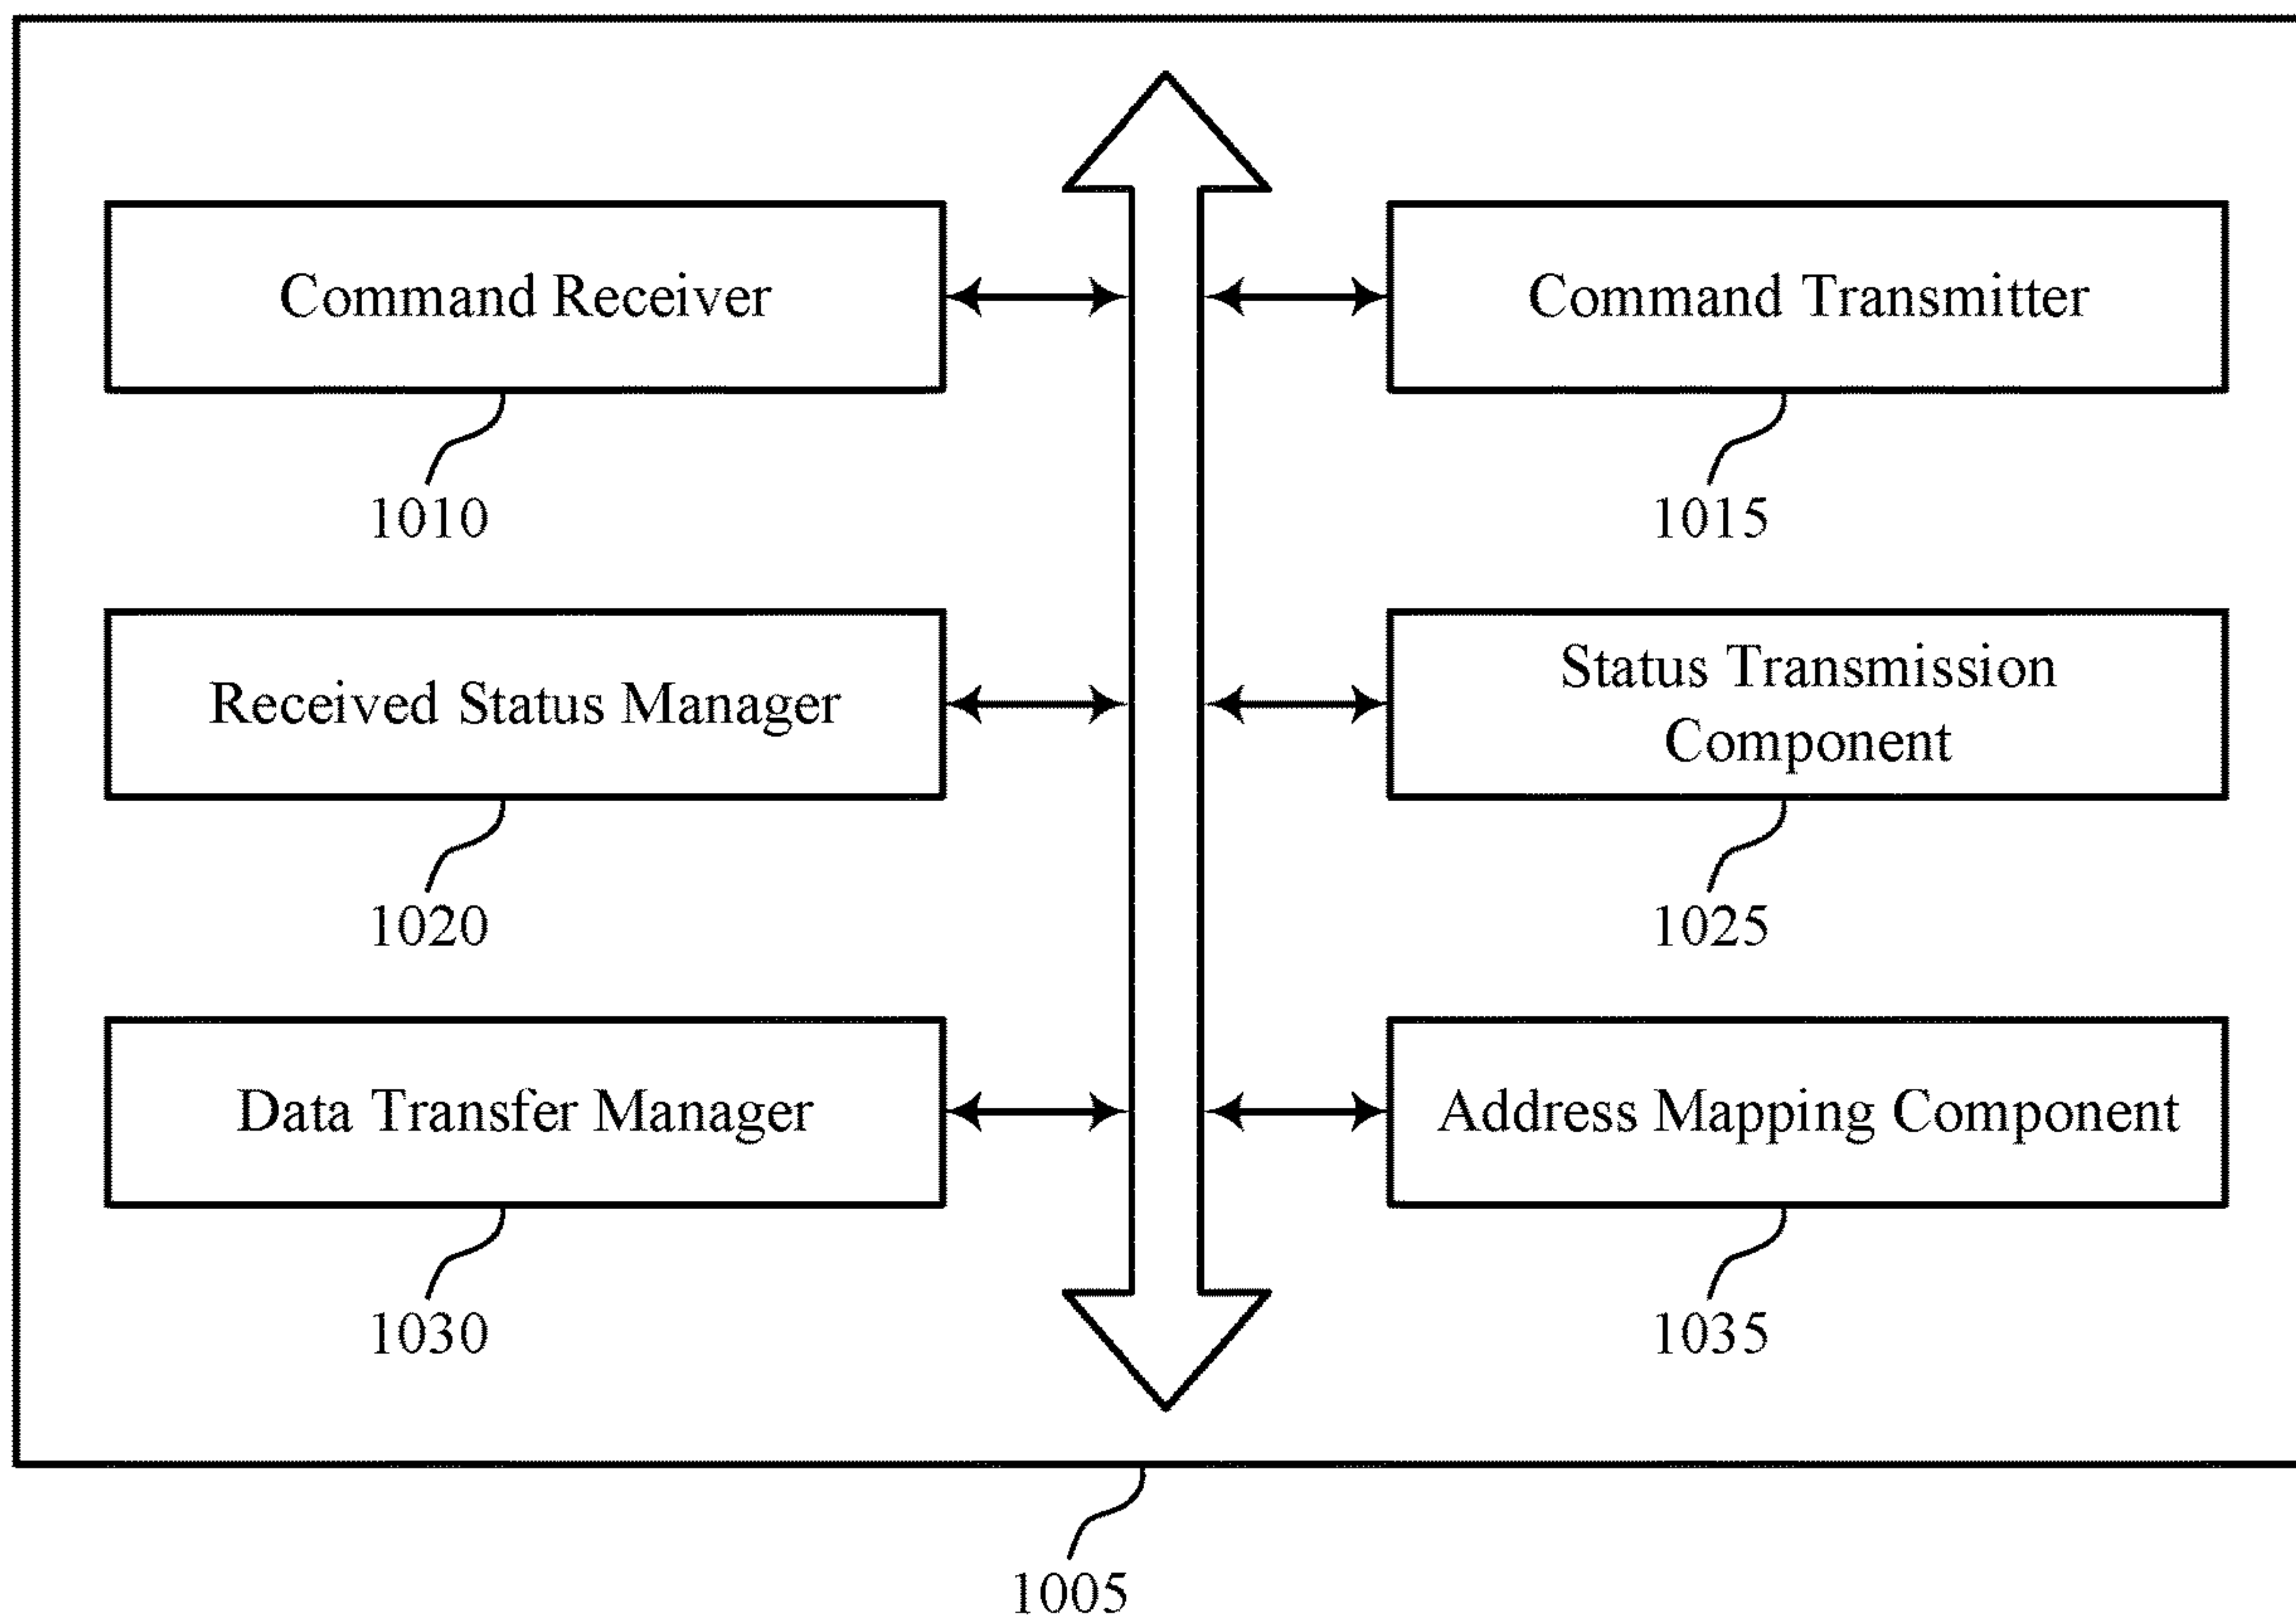 Command Receiver
1010
Command Transmitter
1015
Received Status Manager
1020
Status Transmission
Component
1025
Data Transfer Manager
1030
Address Mapping Component
1035
1005